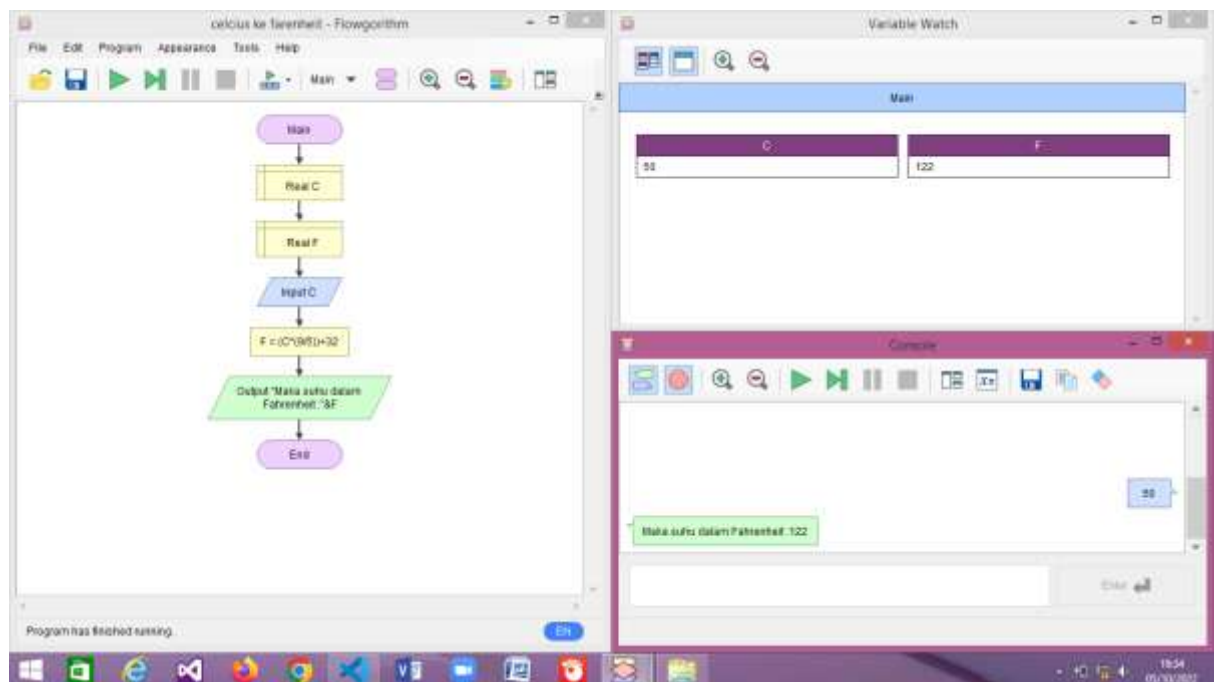 celcius ke farenheit - Flowgorithm
File Edit Program Appearance Tools Help
Main
Main
Real C
Real F
Input C
F = (C*(9/5))+32
Output "Maka suhu dalam
Fahrenheit :"&F
End
Program has finished running.
EN
Variable Watch
Main
C F
50 122
Console
50
Maka suhu dalam Fahrenheit :122
Enter
19:34